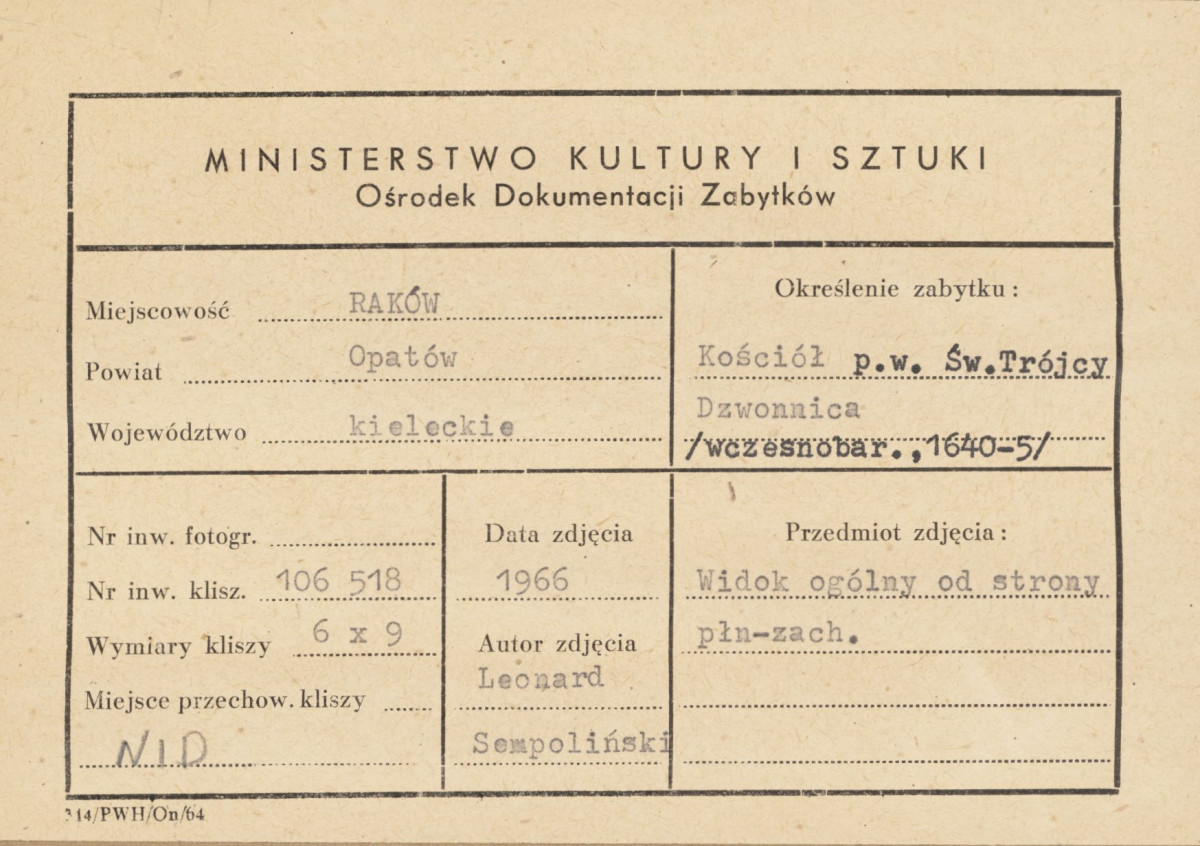 MINISTERSTWO KULTURY I SZTUKI
Ośrodek Dokumentacji Zabytków
Miejscowość RAKÓW
Powiat Opatów
Województwo kieleckie
Określenie zabytku:
Kościół p.w. Św.Trójcy
Dzwonnica
/wczesnobar.,1640-5/
Nr inw. fotogr.
Nr inw. klisz. 106 518
Wymiary kliszy 6 x 9
Miejsce przechow. kliszy
NID
Data zdjęcia
1966
Autor zdjęcia
Leonard
Sempoliński
Przedmiot zdjęcia:
Widok ogólny od strony
płn-zach.
314/PWH/On/64